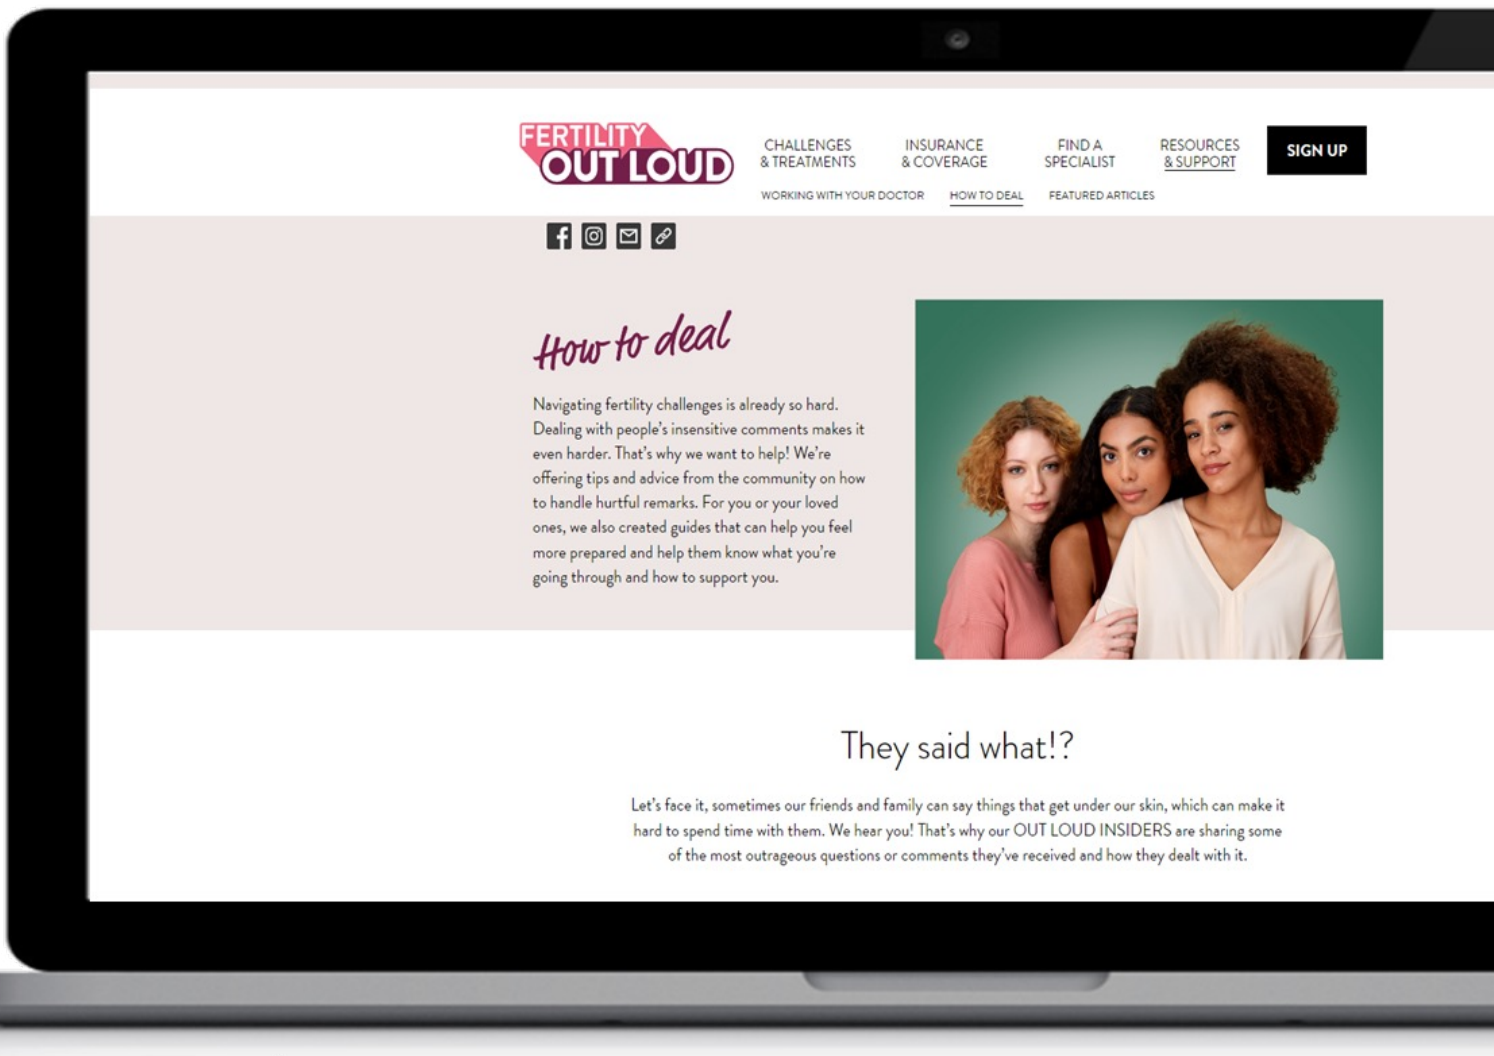 FERTILITY
OUT LOUD
CHALLENGES
& TREATMENTS
INSURANCE
& COVERAGE
FIND A
SPECIALIST
RESOURCES
& SUPPORT
SIGN UP
WORKING WITH YOUR DOCTOR
HOW TO DEAL
FEATURED ARTICLES
How to deal
Navigating fertility challenges is already so hard.
Dealing with people's insensitive comments makes it
even harder. That's why we want to help! We're
offering tips and advice from the community on how
to handle hurtful remarks. For you or your loved
ones, we also created guides that can help you feel
more prepared and help them know what you're
going through and how to support you.
They said what!?
Let's face it, sometimes our friends and family can say things that get under our skin, which can make it
hard to spend time with them. We hear you! That's why our OUT LOUD INSIDERS are sharing some
of the most outrageous questions or comments they've received and how they dealt with it.